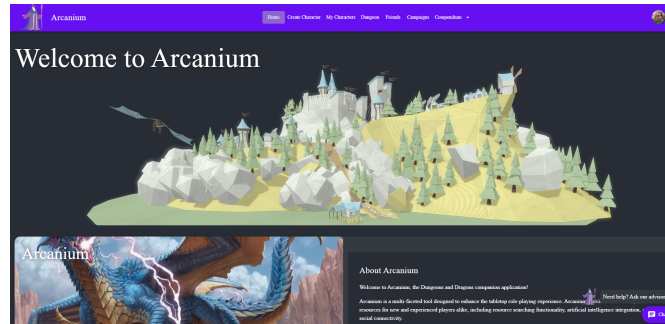 Arcanium
Home Create Character My Characters Dungeon Friends Campaigns Compendium
Welcome to Arcanium
Arcanium
About Arcanium
Welcome to Arcanium, the Dungeons and Dragons companion application!
Arcanium is a multi-faceted tool designed to enhance the tabletop role-playing experience. Arcanium
resources for new and experienced players alike, including resource searching functionality, artificial intelligence integration,
social connectivity.
Need help? Ask our